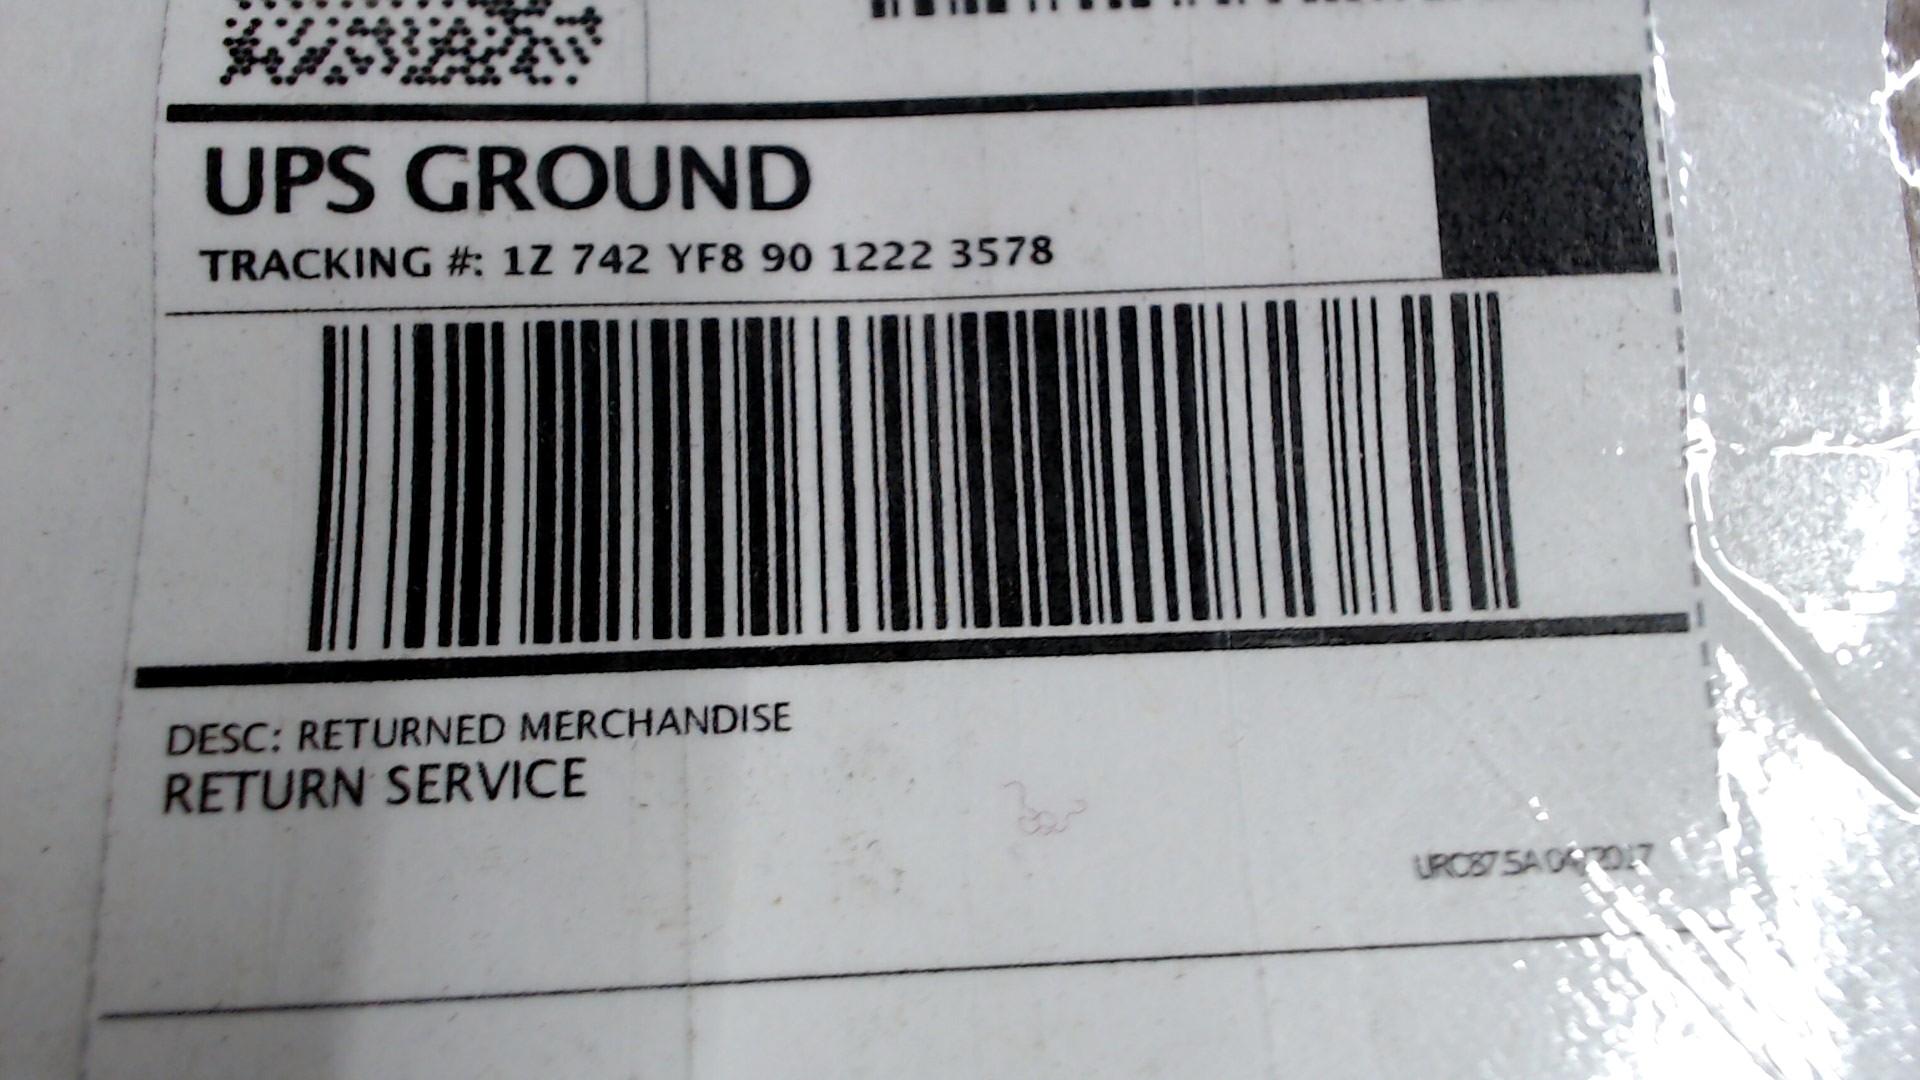 UPS GROUND
TRACKING #: 1Z 742 YF8 90 1222 3578
DESC: RETURNED MERCHANDISE
RETURN SERVICE